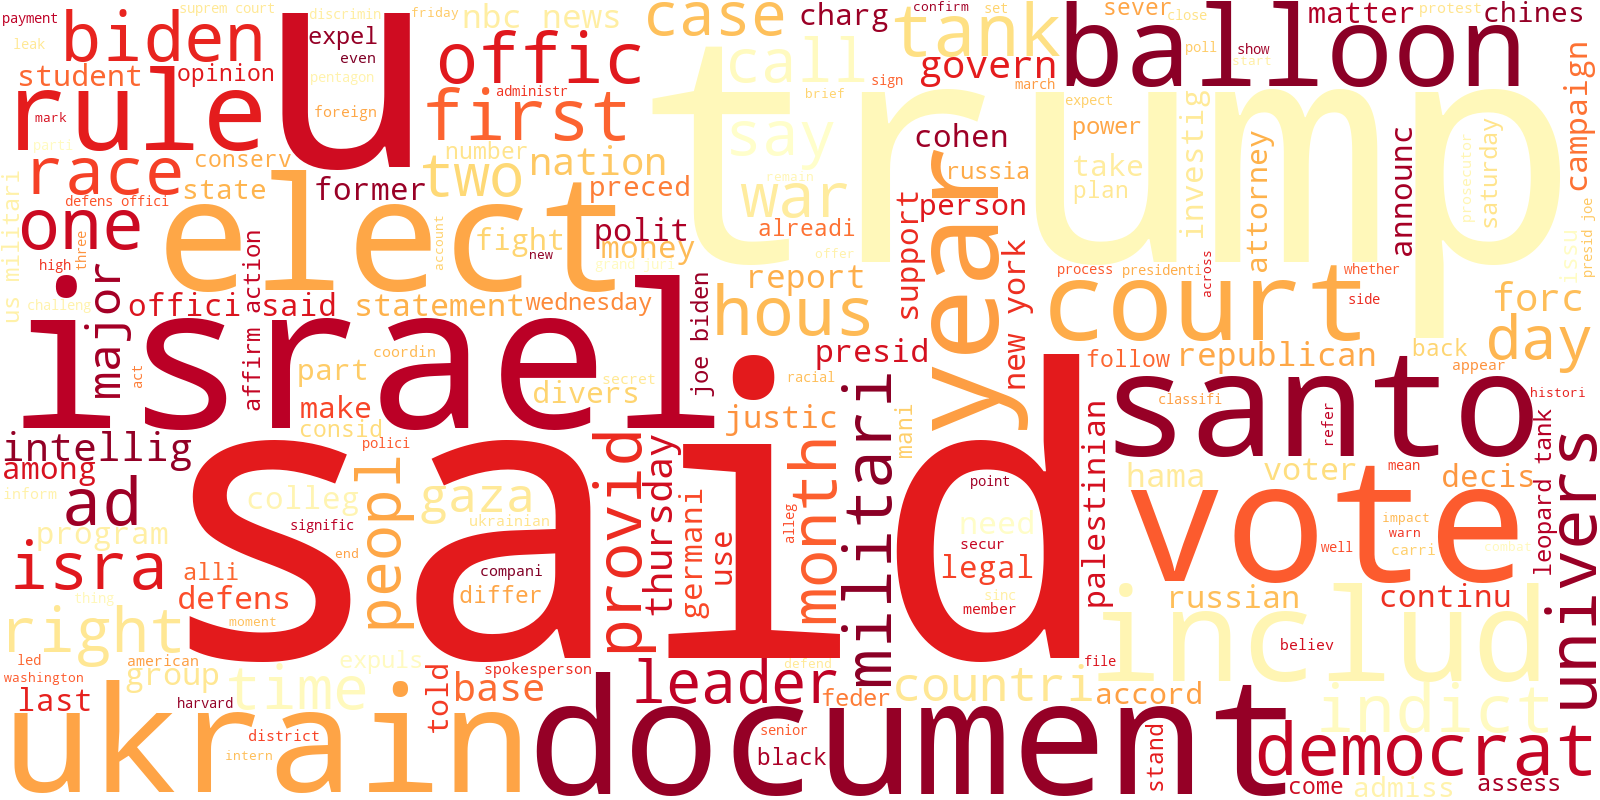 payment
suprem court
discrimin
friday
nbc news
case
charg
confirm
set
sever
matter
protest
chines
leak
biden
expel
even
offic
call
tank
close
balloon
student
opinion
pentagon
govern
poll
show
start
campaign
rule
u
first
administr
sign
march
trump
mark
foreign
brief
expect
parti
say
cohen
power
investig
race
conserv
number
two
nation
russia
take
attorney
prosecutor
saturday
announc
defens offici
state
former
preced
remain
war
person
plan
presid joe
one
elect
account
fight
polit
alreadi
support
year
us militari
three
new
money
offer
issu
high
grand juri
report
new york
process
presidenti
across
whether
challeng
major
offici said
affirm action
statement
wednesday
hous
court
side
forc
day
israel
coordin
joe biden
presid
follow
republican
back
appear
act
part
divers
secret
racial
santo
histori
make
consid
justic
militari
mani
classifi
refer
intellig
polici
provid
thursday
month
palestinian
hama
voter
mean
decis
leopard tank
univers
among
ad
colleg
gaza
germani
said
point
vote
inform
program
signific
peopl
ukrainian
use
alleg
need
impact
warn
isra
end
secur
well
carri
combat
alli
compani
legal
defens
differ
sinc
includ
russian
continu
thing
right
moment
member
believ
led
american
expuls
spokesperson
defend
file
washington
group
time
told
base
leader
feder
countri
accord
indict
last
harvard
ukrain
district
intern
document
senior
black
stand
democrat
come
admiss
assess